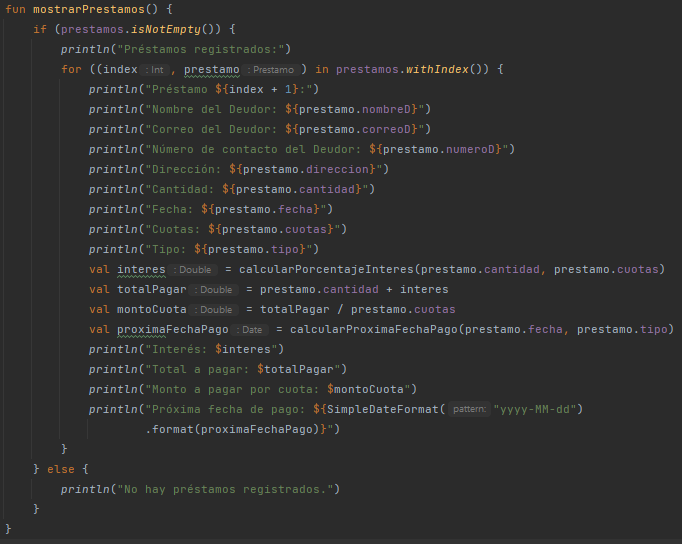 fun mostrarPrestamos() {
    if (prestamos.isNotEmpty()) {
        println("Préstamos registrados:")
        for ((index : Int , prestamo : Prestamo ) in prestamos.withIndex()) {
            println("Préstamo ${index + 1}:")
            println("Nombre del Deudor: ${prestamo.nombreD}")
            println("Correo del Deudor: ${prestamo.correoD}")
            println("Número de contacto del Deudor: ${prestamo.numeroD}")
            println("Dirección: ${prestamo.direccion}")
            println("Cantidad: ${prestamo.cantidad}")
            println("Fecha: ${prestamo.fecha}")
            println("Cuotas: ${prestamo.cuotas}")
            println("Tipo: ${prestamo.tipo}")
            val interes : Double = calcularPorcentajeInteres(prestamo.cantidad, prestamo.cuotas)
            val totalPagar : Double = prestamo.cantidad + interes
            val montoCuota : Double = totalPagar / prestamo.cuotas
            val proximaFechaPago : Date = calcularProximaFechaPago(prestamo.fecha, prestamo.tipo)
            println("Interés: $interes")
            println("Total a pagar: $totalPagar")
            println("Monto a pagar por cuota: $montoCuota")
            println("Próxima fecha de pago: ${SimpleDateFormat( pattern: "yyyy-MM-dd")
                    .format(proximaFechaPago)}")
        }
    } else {
        println("No hay préstamos registrados.")
    }
}